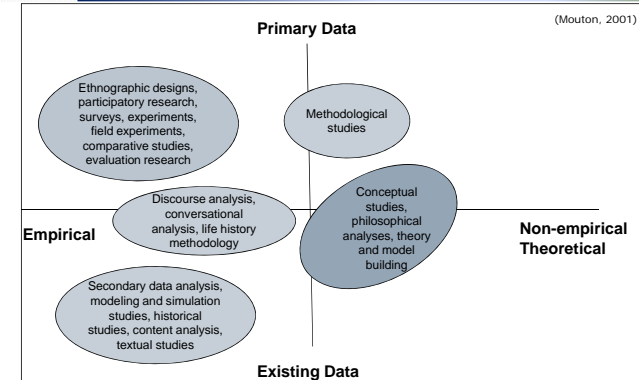 (Mouton, 2001)
Primary Data
Ethnographic designs,
participatory research,
surveys, experiments,
field experiments,
comparative studies,
evaluation research
Methodological
studies
Discourse analysis,
conversational
analysis, life history
methodology
Conceptual
studies,
philosophical
analyses, theory
and model
building
Empirical
Non-empirical
Theoretical
Secondary data analysis,
modeling and simulation
studies, historical
studies, content analysis,
textual studies
Existing Data